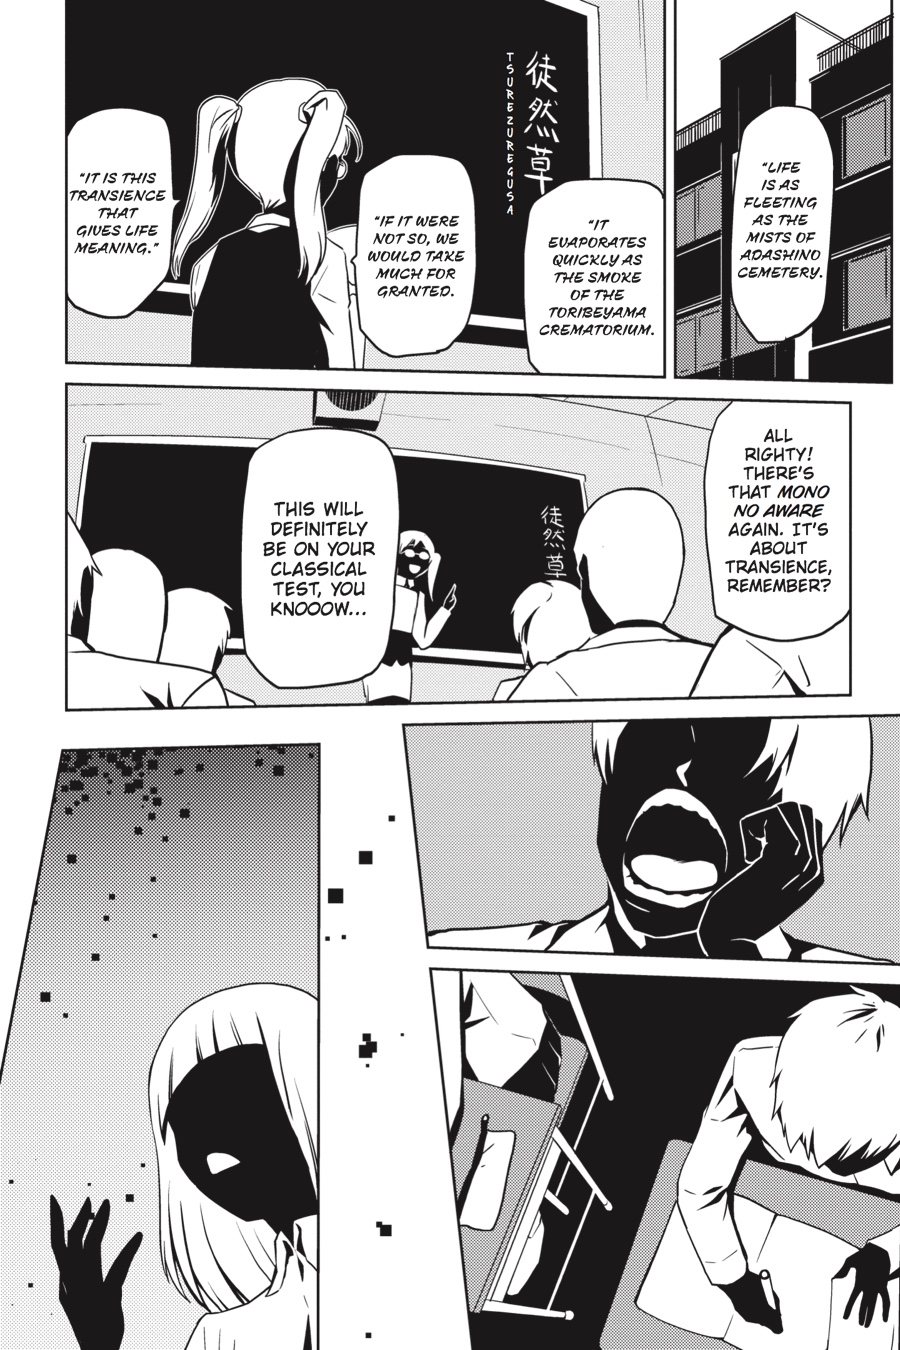 "LIFE
IS AS
FLEETING
AS THE
MISTS OF
ADASHINO
CEMETERY.
"IT
EVAPORATES
QUICKLY AS
THE SMOKE
OF THE
TORIBEYAMA
CREMATORIUM.
徒然草
TSUREZUREGUSA
"IF IT WERE
NOT SO, WE
WOULD TAKE
MUCH FOR
GRANTED.
"IT IS THIS
TRANSIENCE
THAT
GIVES LIFE
MEANING."
ALL
RIGHTY!
THERE'S
THAT MONO
NO AWARE
AGAIN. IT'S
ABOUT
TRANSIENCE,
REMEMBER?
徒然草
THIS WILL
DEFINITELY
BE ON YOUR
CLASSICAL
TEST, YOU
KNOOOW...